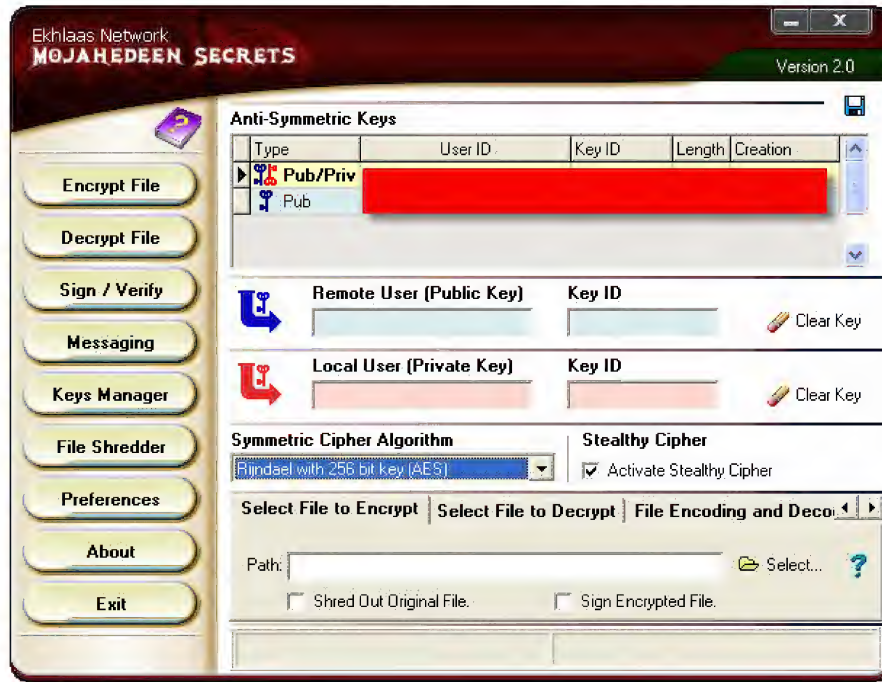 Ekhlaas Network
MOJAHEDEEN SECRETS
Version 2.0
Encrypt File
Decrypt File
Sign / Verify
Messaging
Keys Manager
File Shredder
Preferences
About
Exit
Anti-Symmetric Keys
Type User ID Key ID Length Creation
Pub/Priv
Pub
Remote User (Public Key) Key ID
Clear Key
Local User (Private Key) Key ID
Clear Key
Symmetric Cipher Algorithm Stealthy Cipher
Rijndael with 256 bit key (AES) Activate Stealthy Cipher
Select File to Encrypt Select File to Decrypt File Encoding and Deco
Path: Select... ?
Shred Out Original File. Sign Encrypted File.